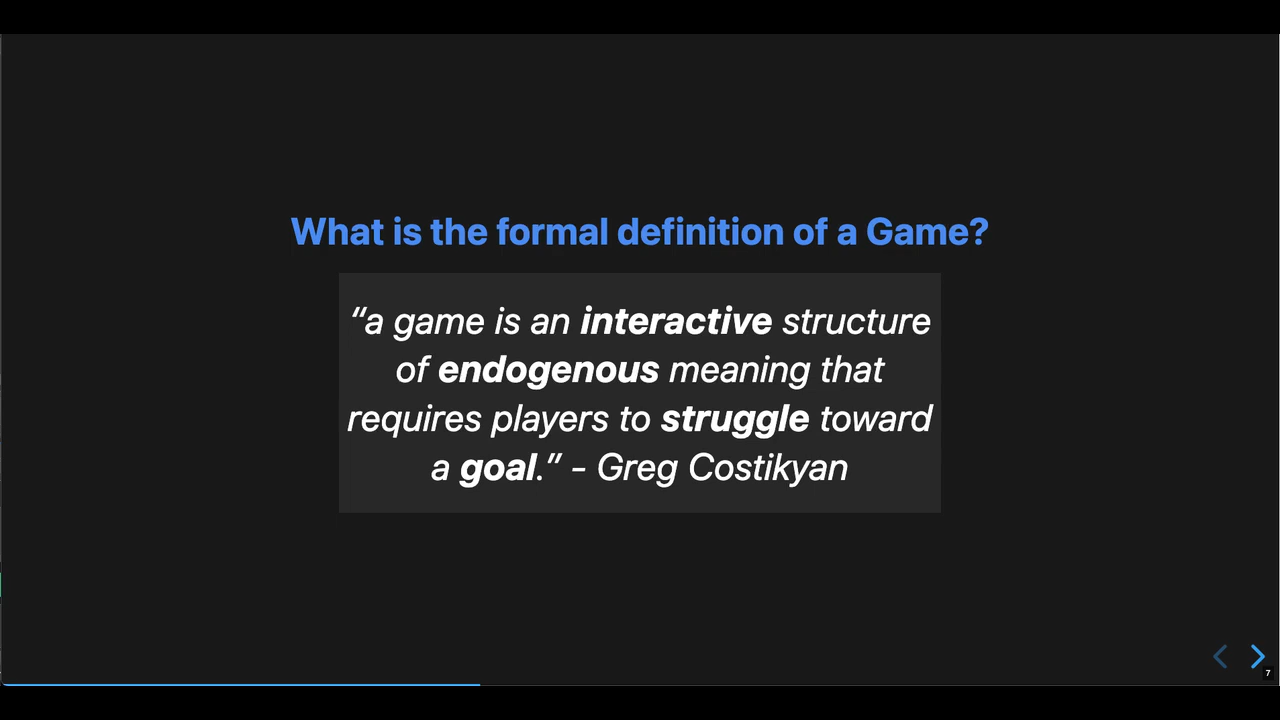 What is the formal definition of a Game?
“a game is an interactive structure
of endogenous meaning that
requires players to struggle toward
a goal.” - Greg Costikyan
7